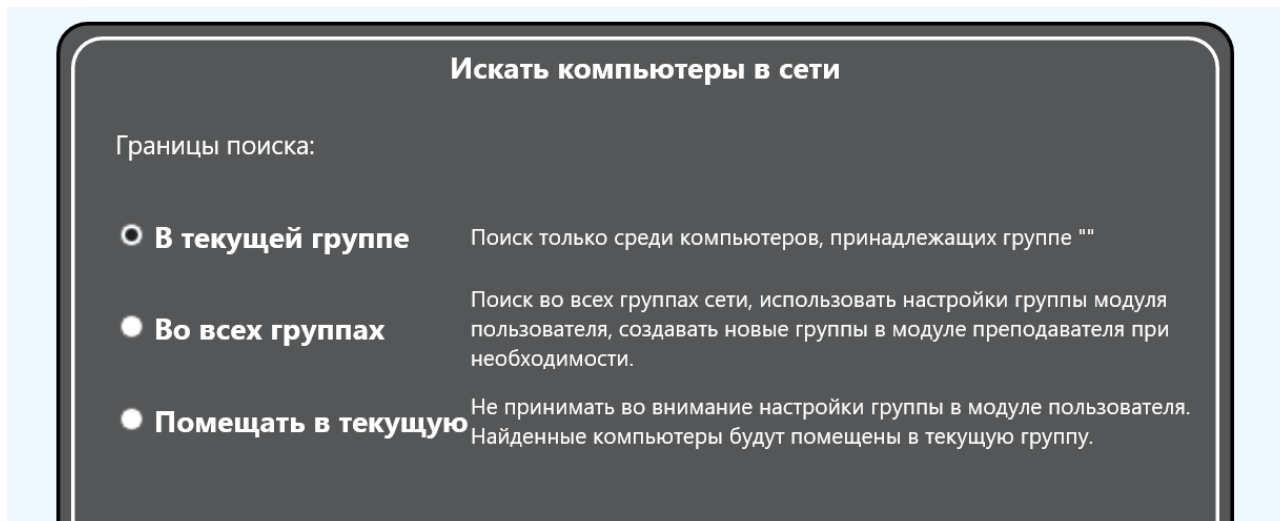 Искать компьютеры в сети
Границы поиска:
В текущей группе
Поиск только среди компьютеров, принадлежащих группе ""
Во всех группах
Поиск во всех группах сети, использовать настройки группы модуля
пользователя, создавать новые группы в модуле преподавателя при
необходимости.
Помещать в текущую
Не принимать во внимание настройки группы в модуле пользователя.
Найденные компьютеры будут помещены в текущую группу.